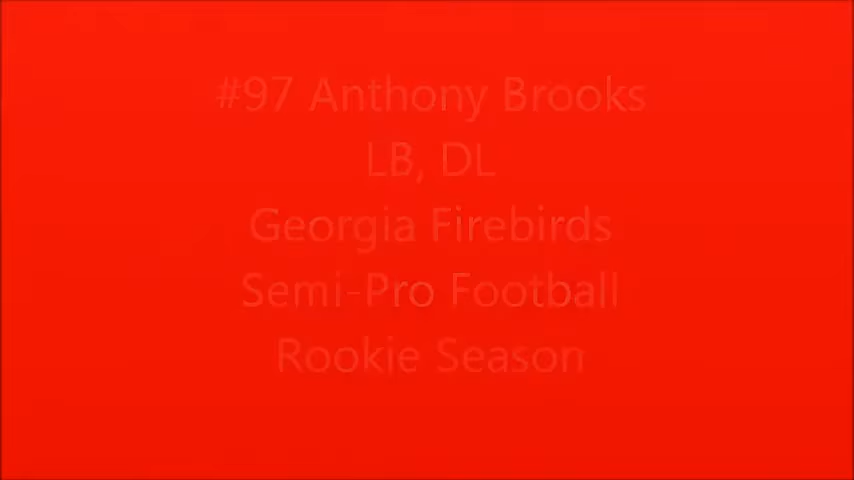 #97 Anthony Brooks
LB, DL
Georgia Firebirds
Semi-Pro Football
Rookie Season